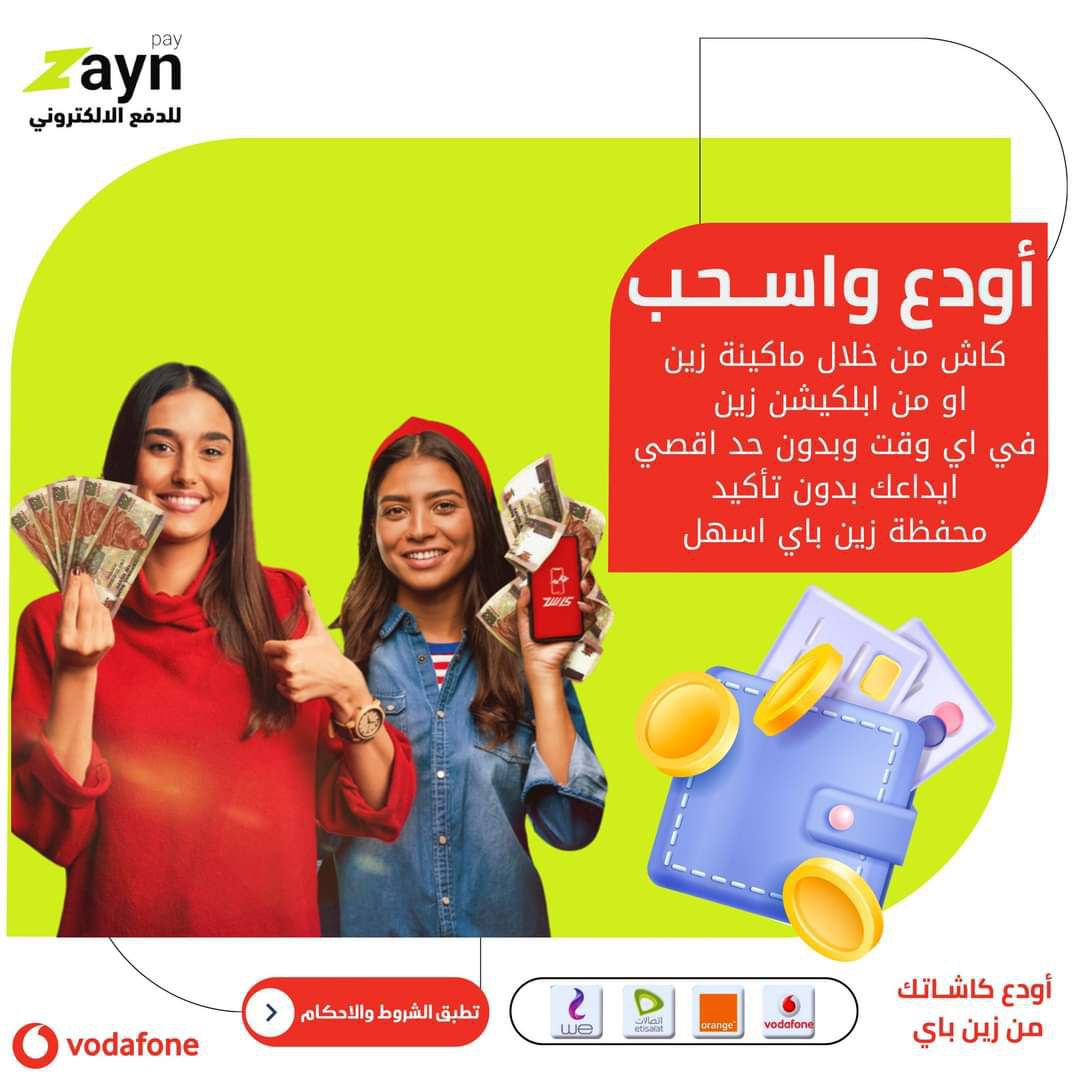 pay
zayn
للدفع الالكتروني
أودع واسحب
كاش من خلال ماكينة زين
او من ابلكيشن زين
في اي وقت وبدون حد اقصي
ايداعك بدون تأكيد
محفظة زين باي اسهل
كاش
أودع كاشاتك
من زين باي
تطبق الشروط والاحكام
we
اتصالات
etisalat
orange
vodafone
vodafone